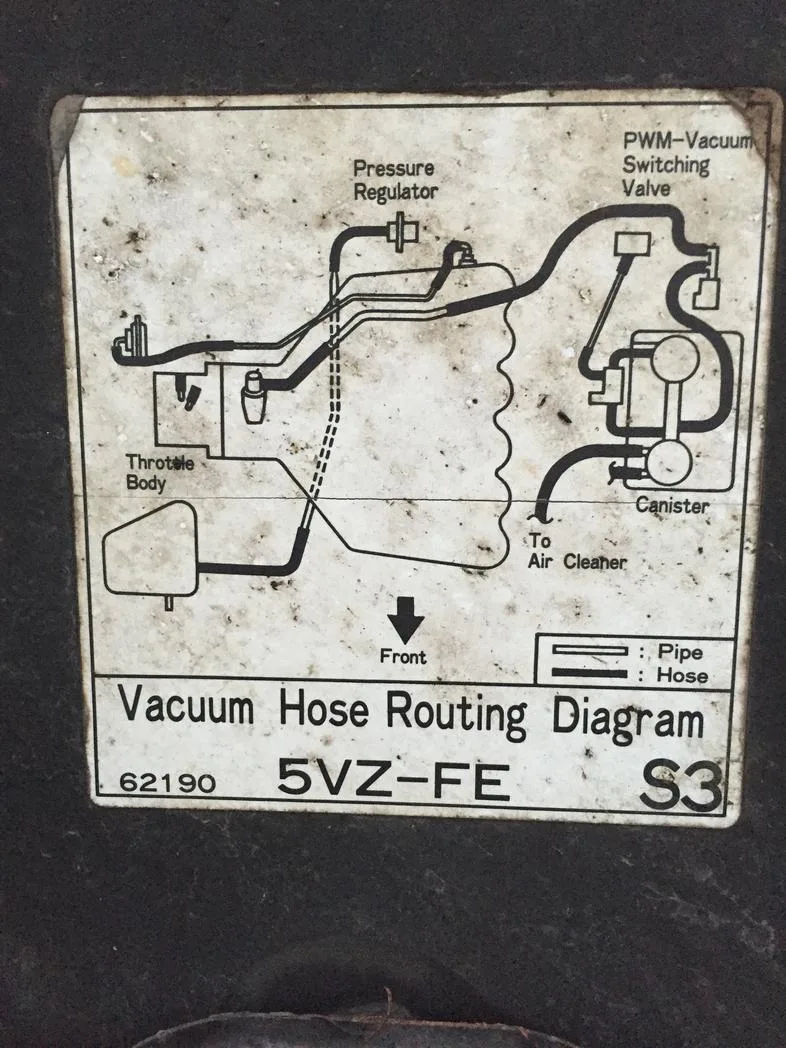 PWM-Vacuum
Switching
Valve
Pressure
Regulator
Throttle
Body
Canister
To
Air Cleaner
Front
: Pipe
: Hose
Vacuum Hose Routing Diagram
62190 5VZ-FE S3